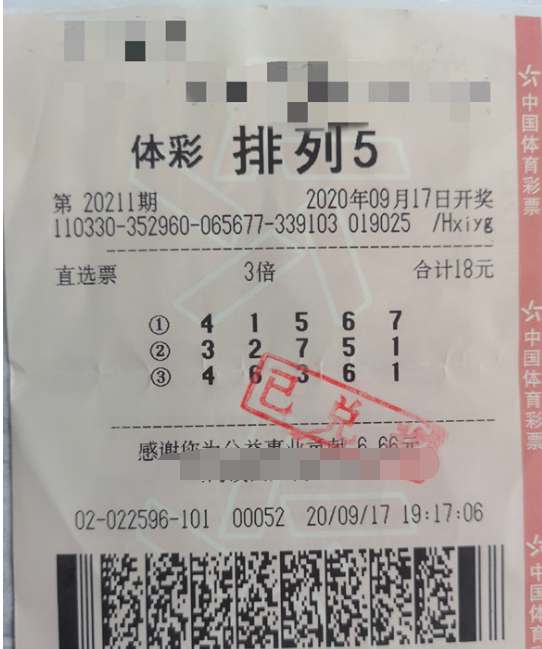 体彩 排列5
第 20211期 2020年09月17日开奖
110330-352960-065677-339103 019025 /Hxiyg
直选票 3倍 合计18元
① 4 1 5 6 7
② 3 2 7 5 1
③ 4 6 3 6 1
已兑
感谢您为公益事业贡献 6.66元
02-022596-101 00052 20/09/17 19:17:06
中国体育彩票
中国体育彩票
中国体育